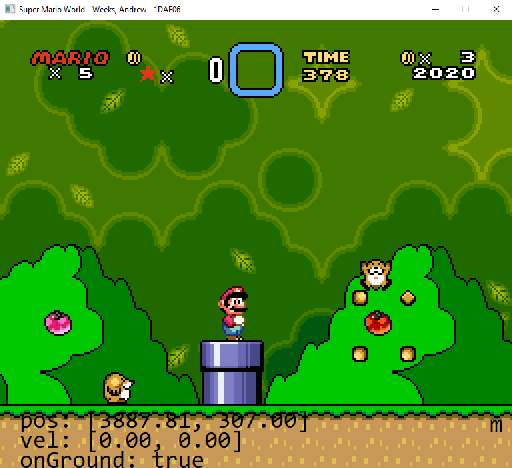 Super Mario World - Weeks, Andrew - 1DAE06
MARIO x 5
x 0
TIME 378
x 3
2020
pos: [3887.81, 307.00]
m
vel: [0.00, 0.00]
onGround: true